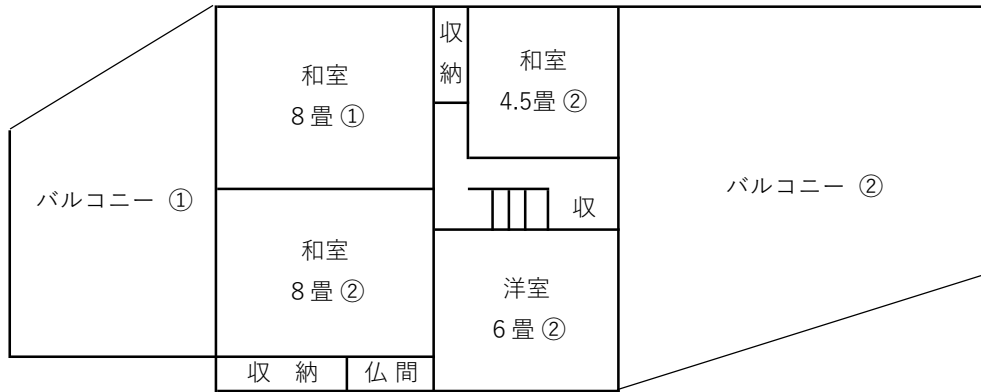 収
納
和室
8畳 ①
和室
4.5畳 ②
バルコニー ①
バルコニー ②
収
和室
8畳 ②
洋室
6畳 ②
収 納
仏間